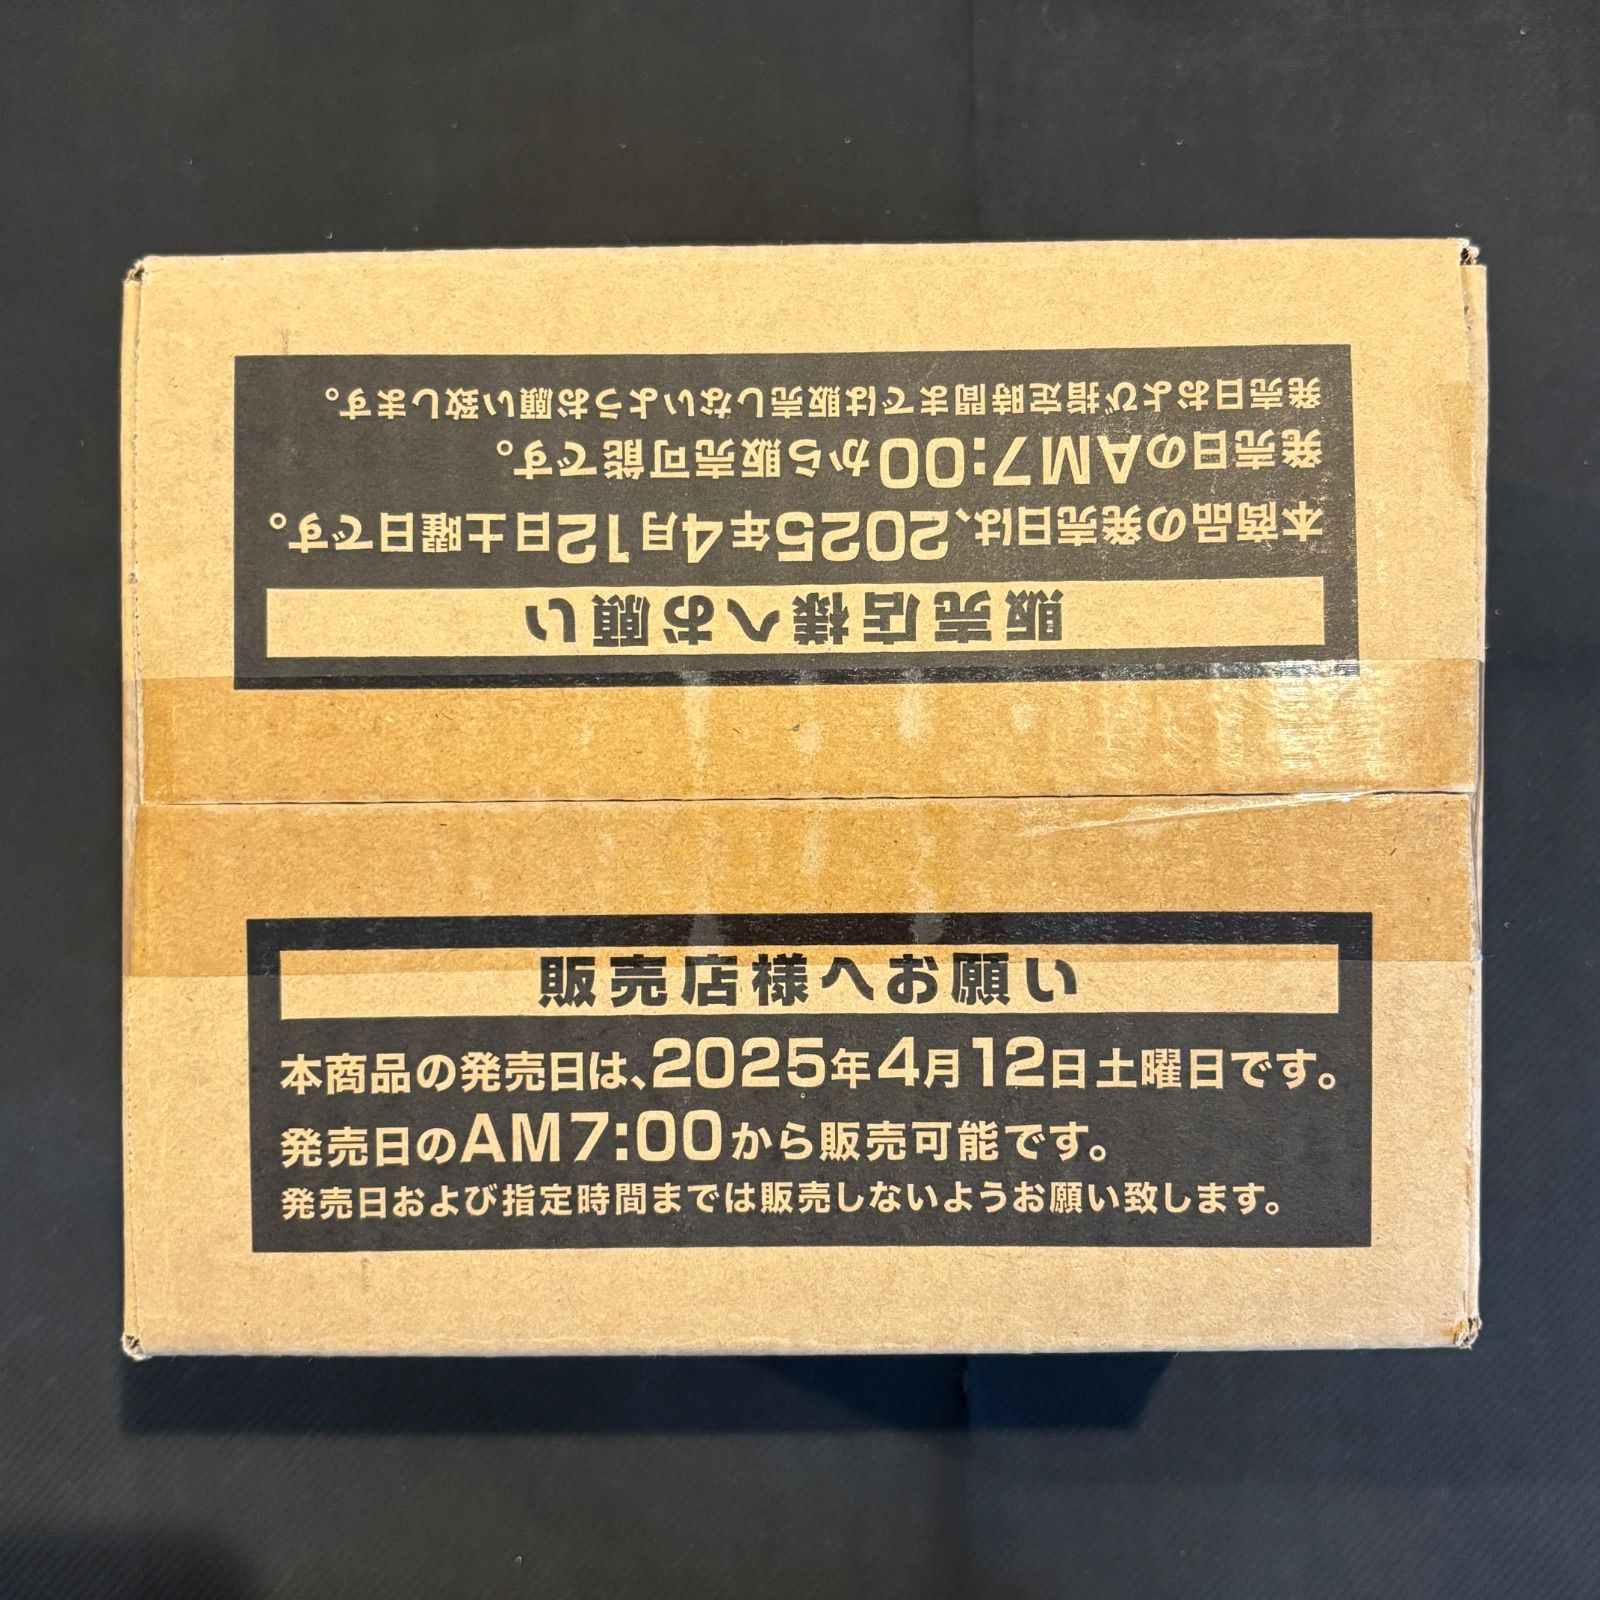 発売日および指定時間までは販売しないようお願い致します。
発売日のAM7:00から販売可能です。
本商品の発売日は、2025年4月12日土曜日です。
販売店様へお願い
販売店様へお願い
本商品の発売日は、2025年4月12日土曜日です。
発売日のAM7:00から販売可能です。
発売日および指定時間までは販売しないようお願い致します。